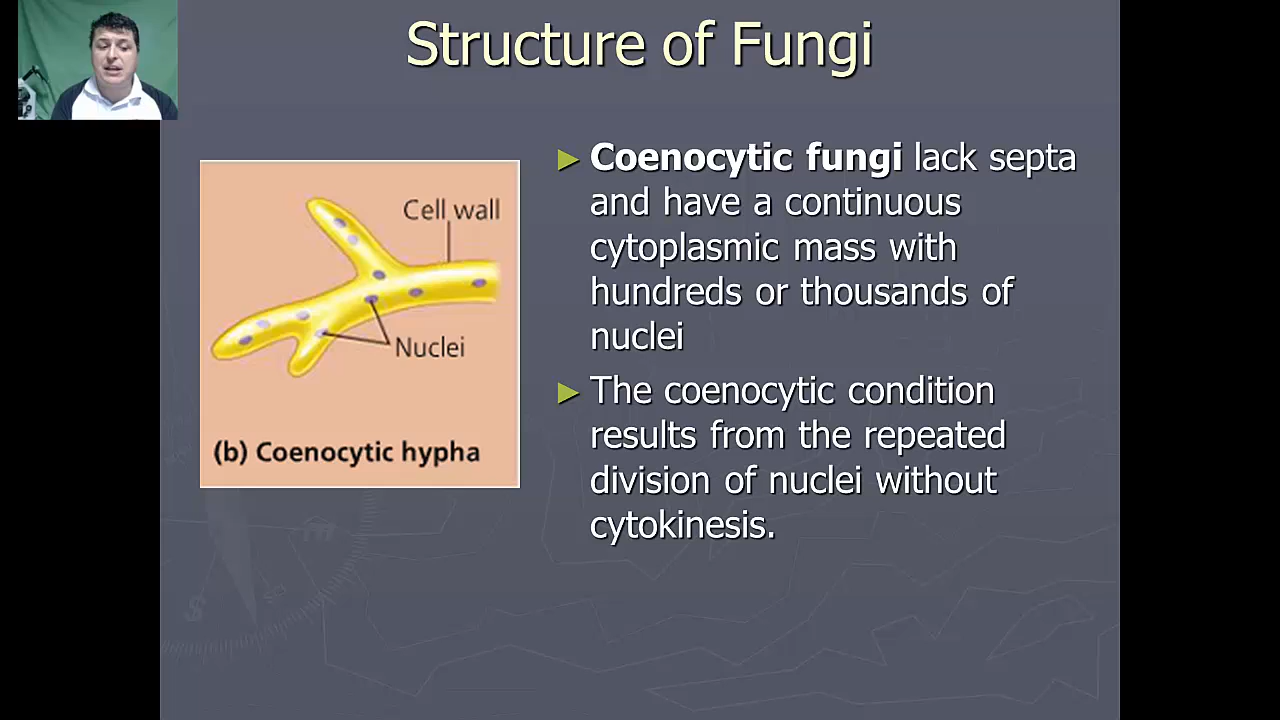 Structure of Fungi
Cell wall
Nuclei
(b) Coenocytic hypha
► Coenocytic fungi lack septa
and have a continuous
cytoplasmic mass with
hundreds or thousands of
nuclei
► The coenocytic condition
results from the repeated
division of nuclei without
cytokinesis.